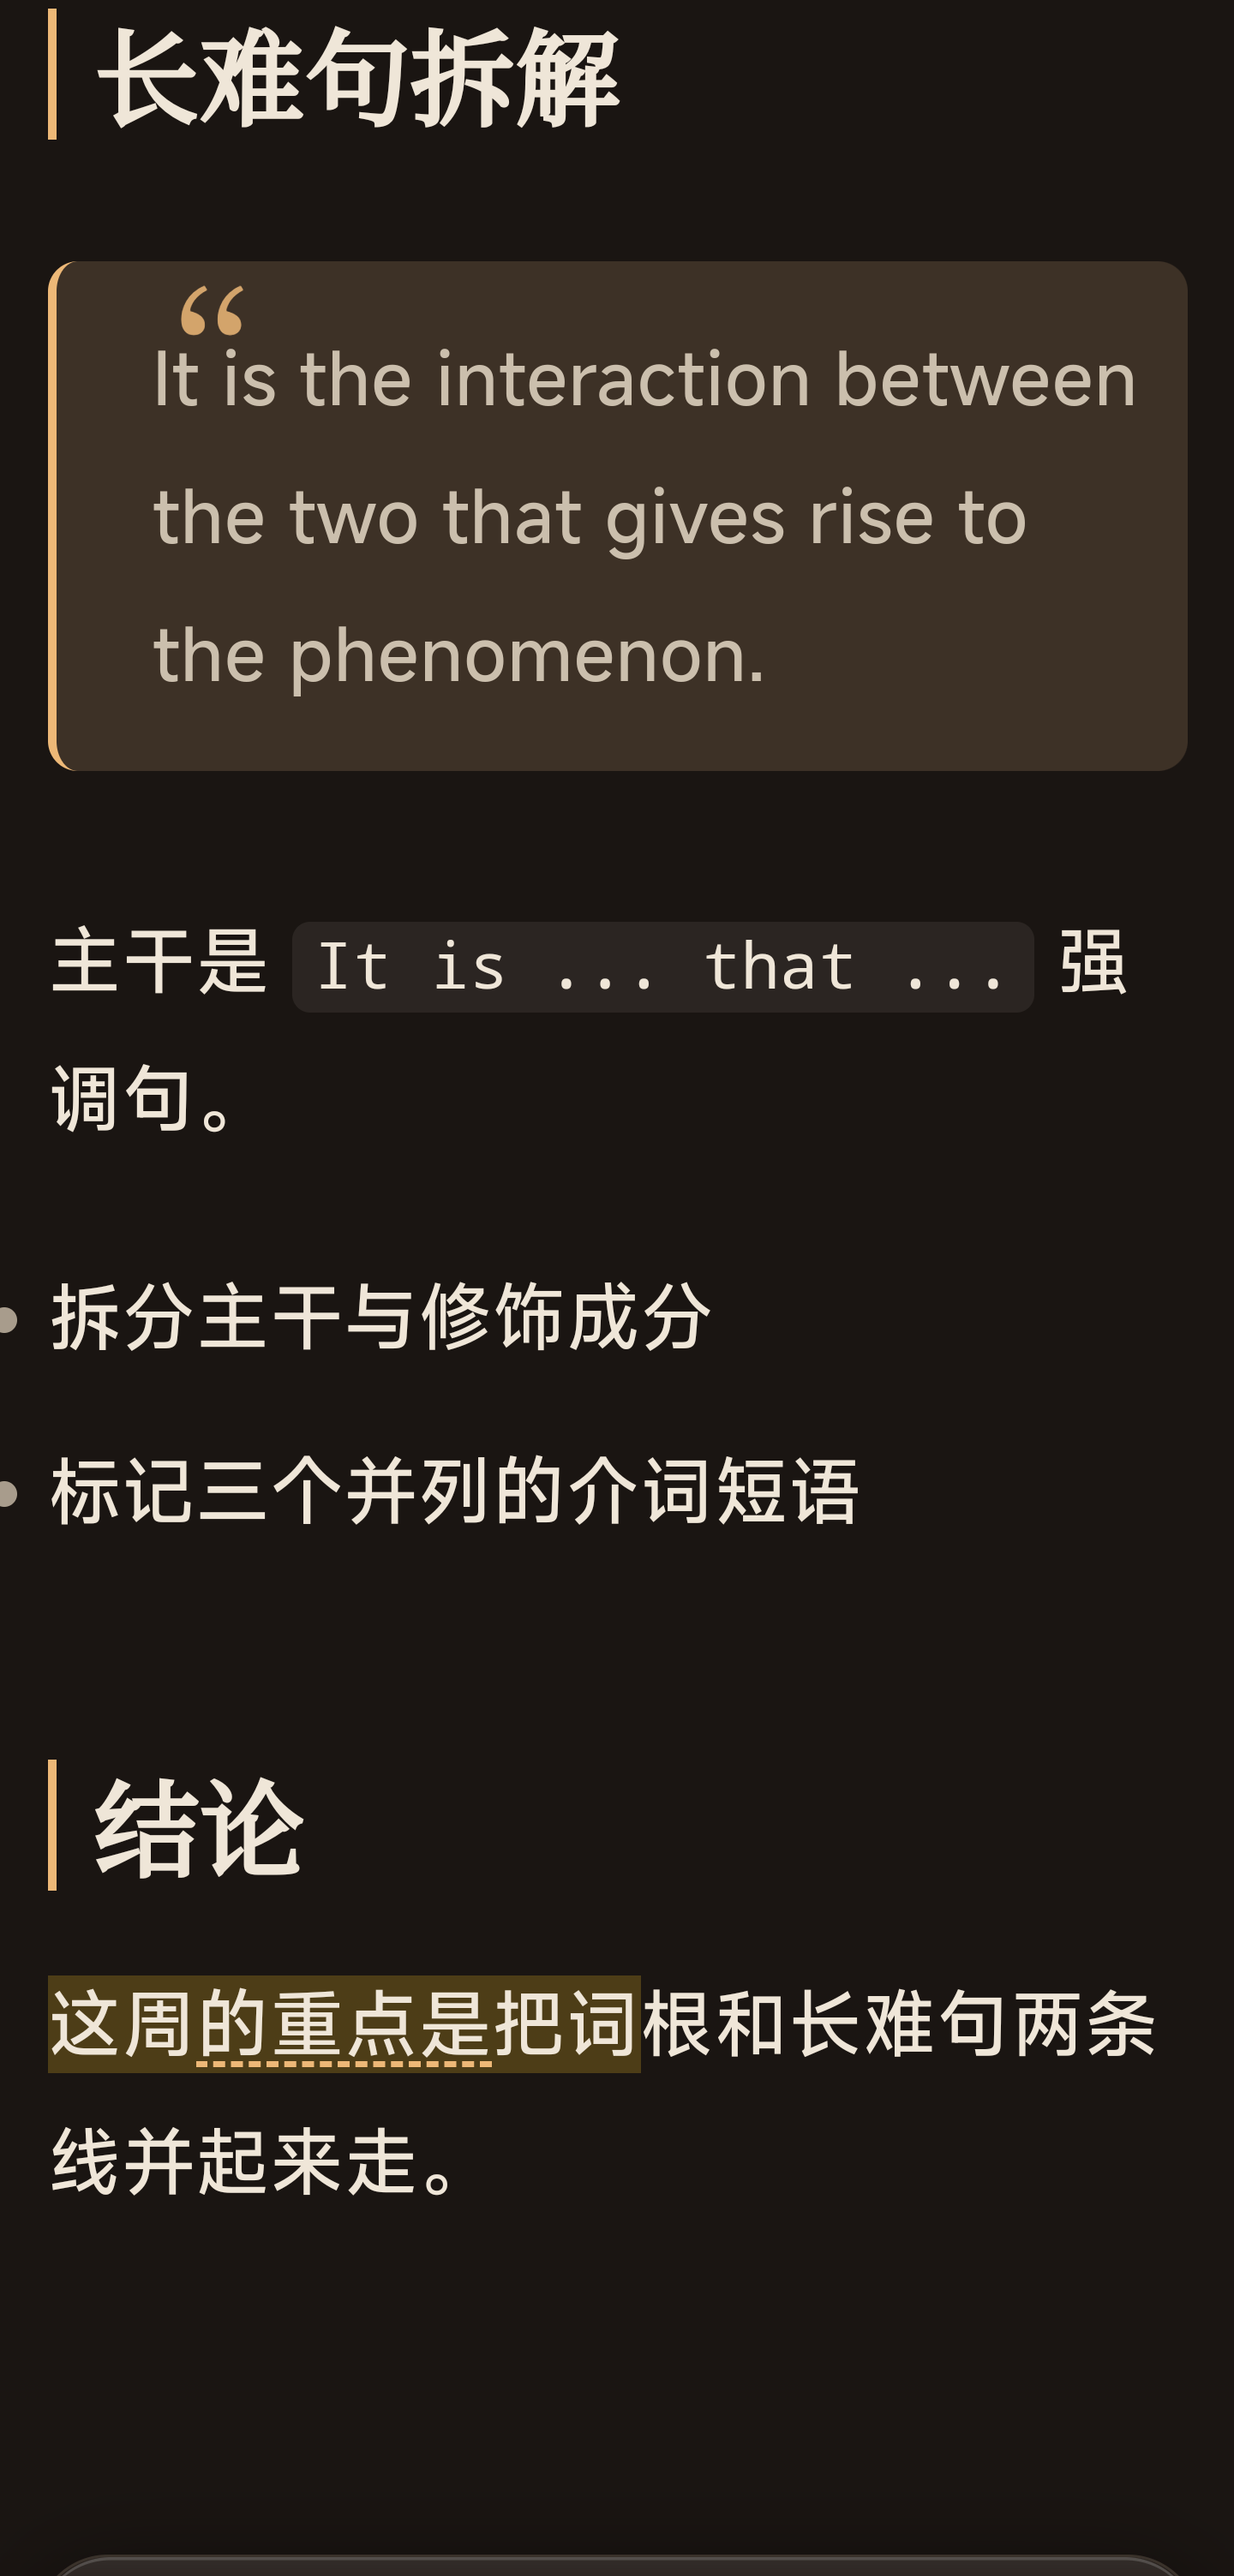 长难句拆解
“
It is the interaction between
the two that gives rise to
the phenomenon.
主干是 It is ... that ... 强
调句。
拆分主干与修饰成分
标记三个并列的介词短语
结论
这周的重点是把词根和长难句两条
线并起来走。